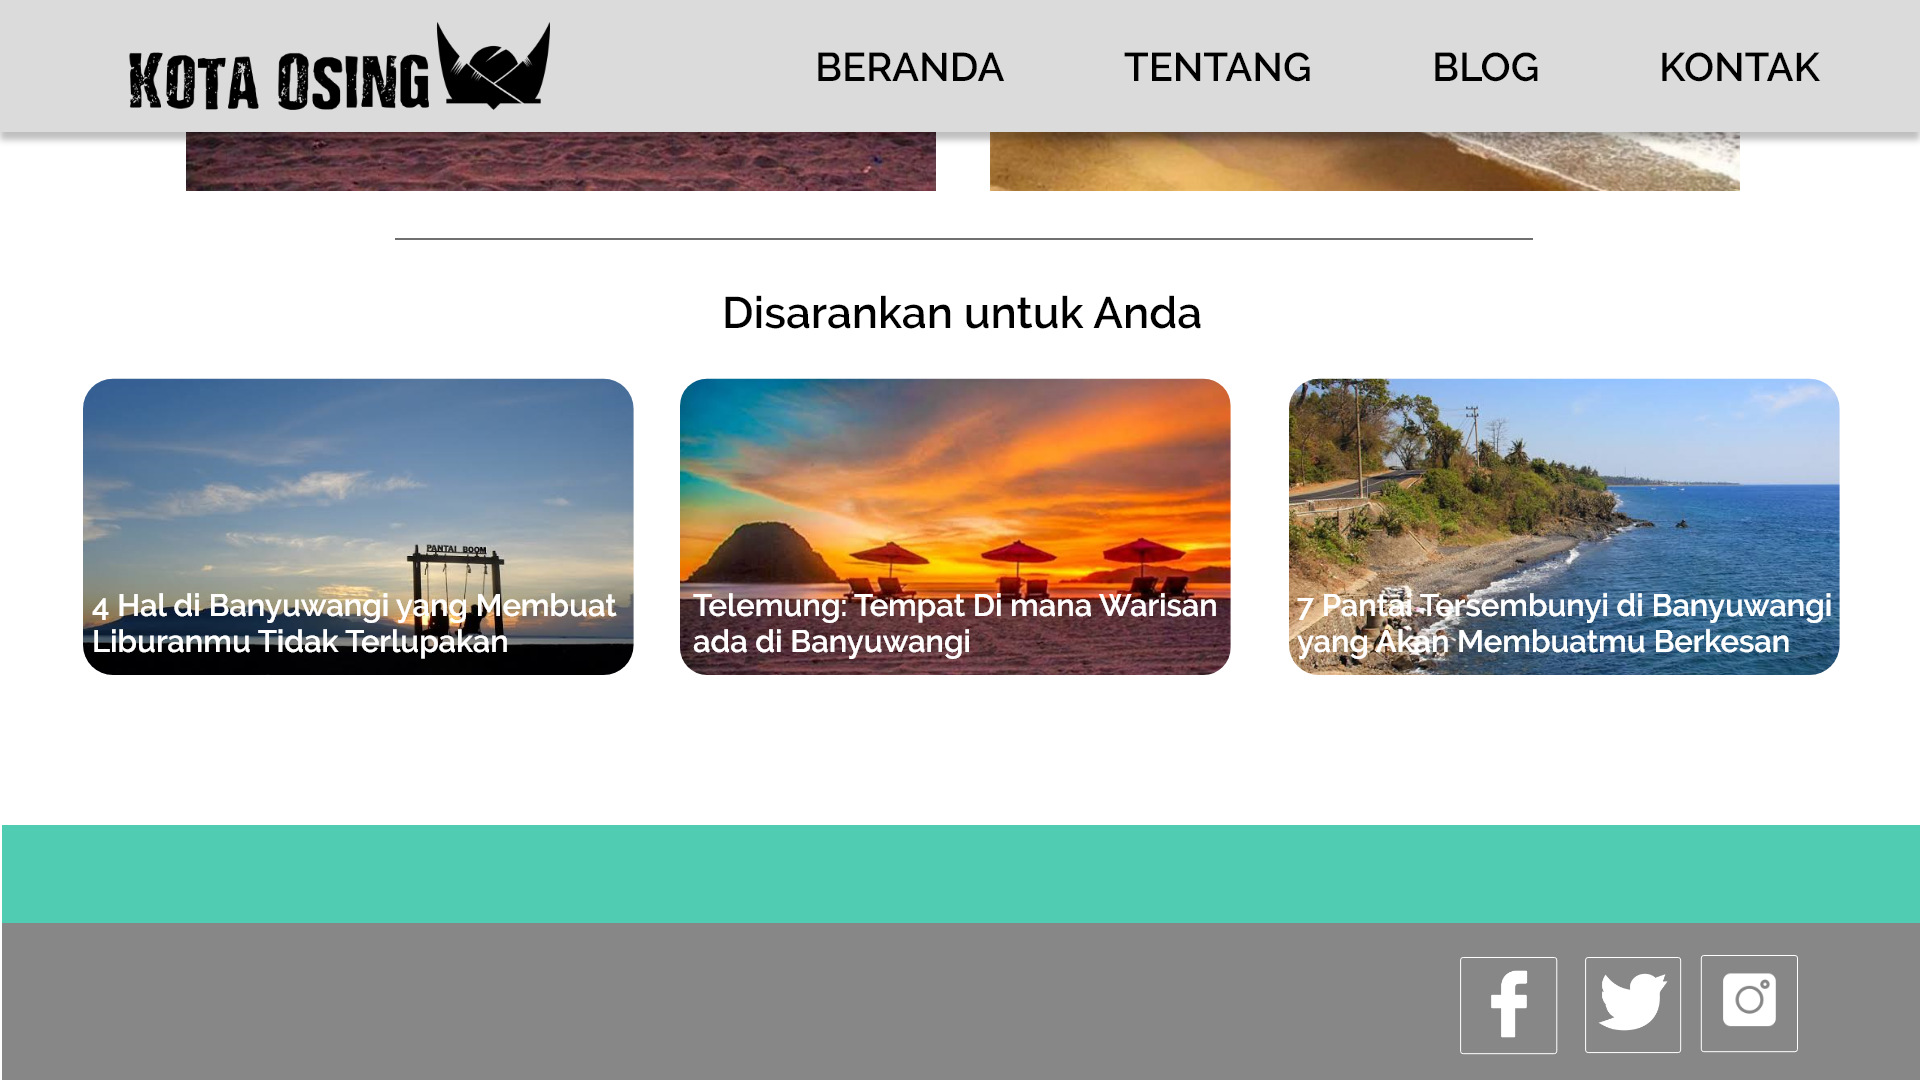 KOTA OSING
BERANDA
TENTANG
BLOG
KONTAK
Disarankan untuk Anda
PANTAI BOOM
4 Hal di Banyuwangi yang Membuat
Liburanmu Tidak Terlupakan
Telemung: Tempat Di mana Warisan
ada di Banyuwangi
7 Pantai Tersembunyi di Banyuwangi
yang Akan Membuatmu Berkesan